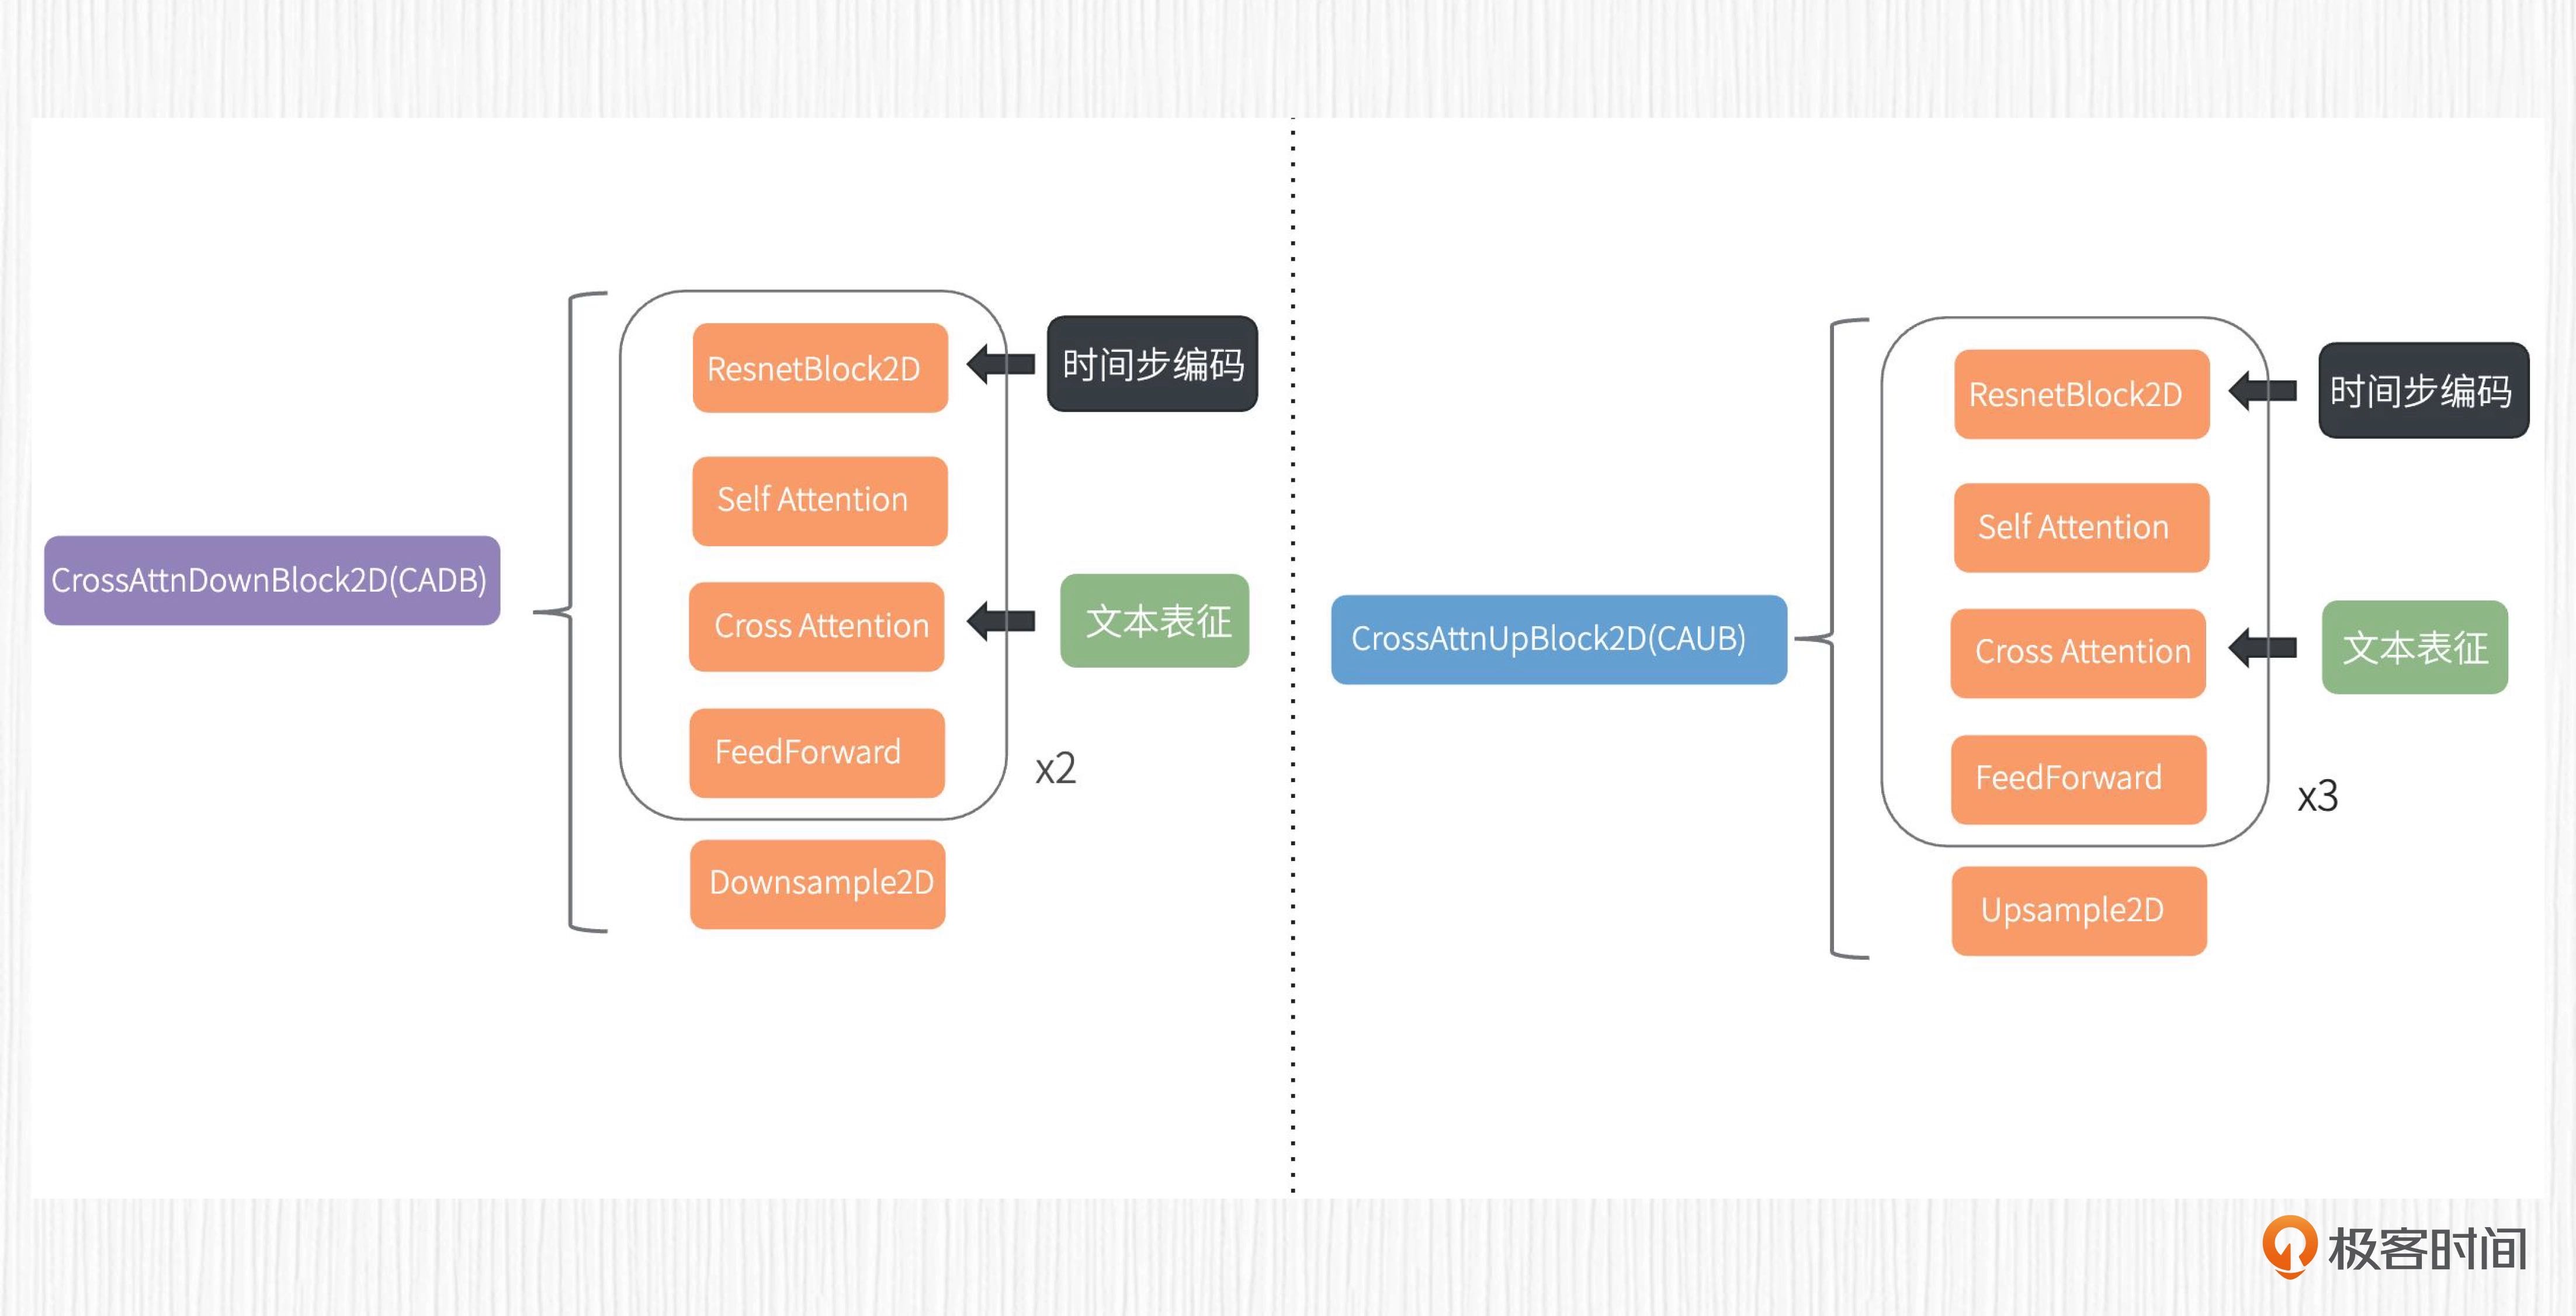 CrossAttnDownBlock2D(CADB)
ResnetBlock2D
时间步编码
Self Attention
Cross Attention
文本表征
FeedForward
x2
Downsample2D
CrossAttnUpBlock2D(CAUB)
ResnetBlock2D
时间步编码
Self Attention
Cross Attention
文本表征
FeedForward
x3
Upsample2D
极客时间